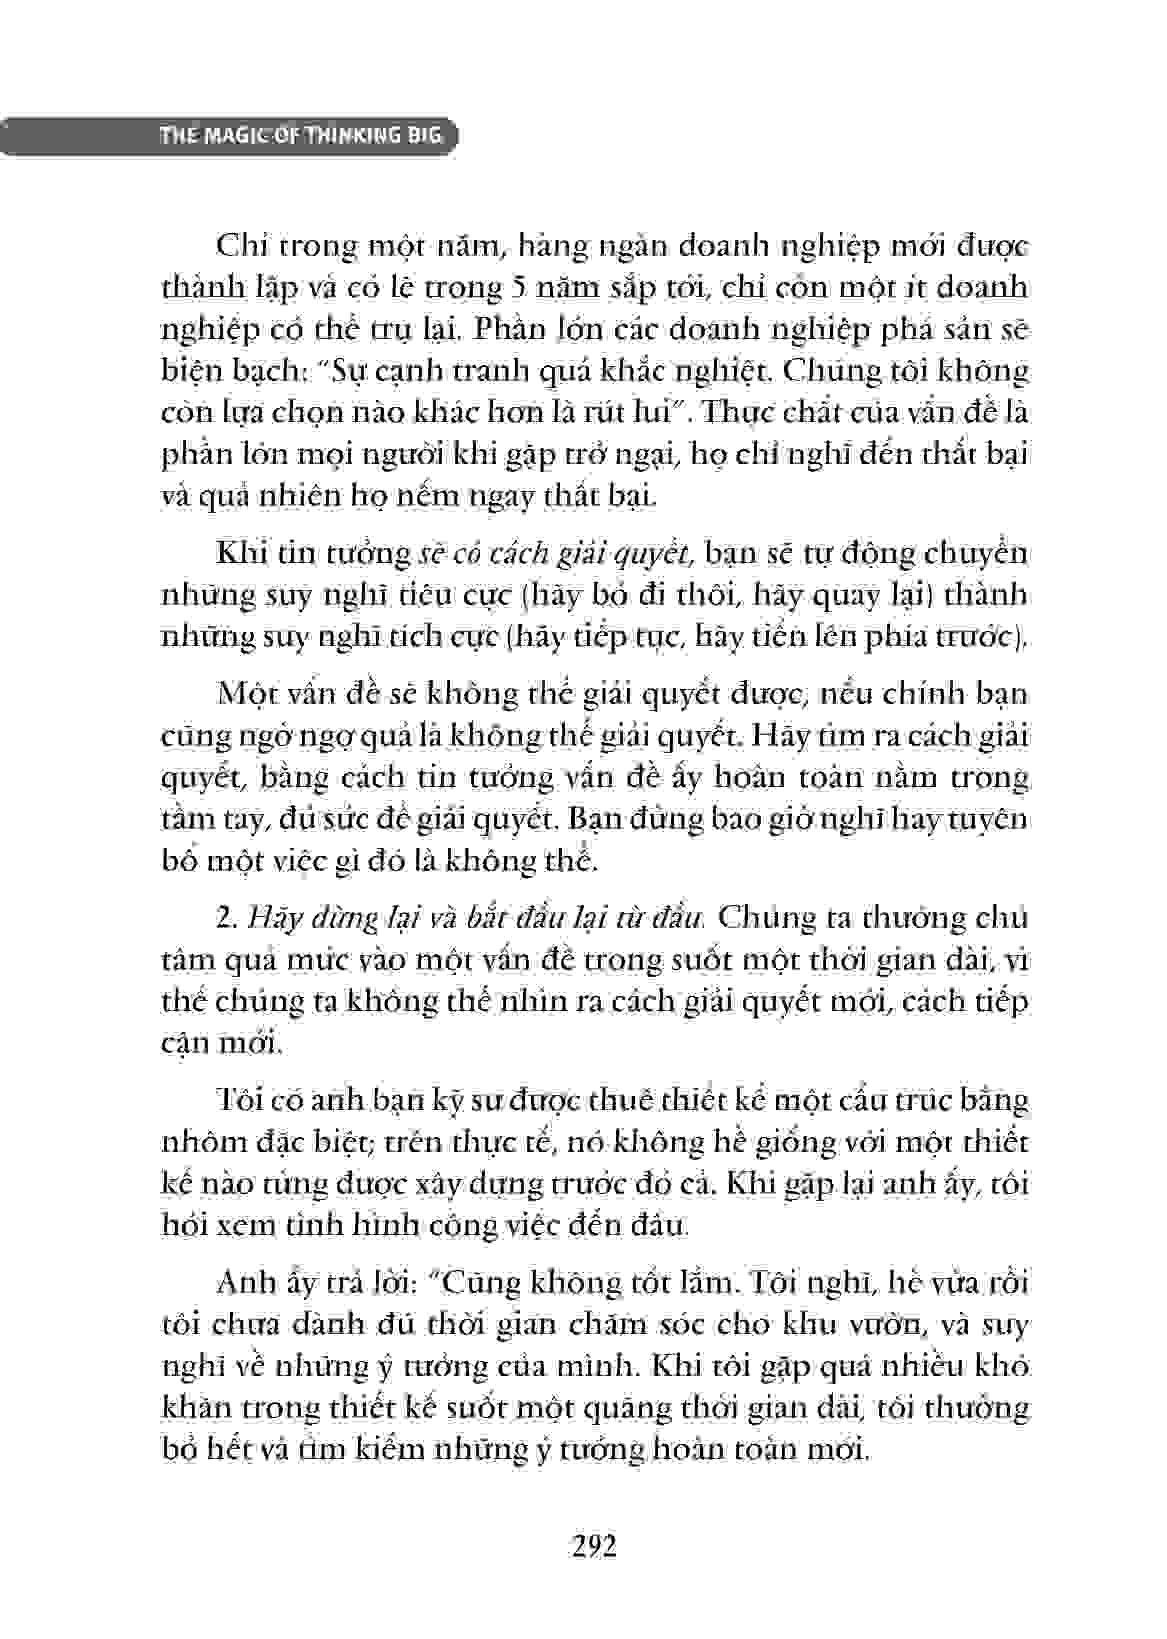 THE MAGIC OF THINKING BIG
Chỉ trong một năm, hàng ngàn doanh nghiệp mới được
thành lập và có lẽ trong 5 năm sắp tới, chỉ còn một ít doanh
nghiệp có thể trụ lại. Phần lớn các doanh nghiệp phá sản sẽ
biện bạch: “Sự cạnh tranh quá khắc nghiệt. Chúng tôi không
còn lựa chọn nào khác hơn là rút lui”. Thực chất của vấn đề là
phần lớn mọi người khi gặp trở ngại, họ chỉ nghĩ đến thất bại
và quả nhiên họ nếm ngay thất bại.
Khi tin tưởng sẽ có cách giải quyết, bạn sẽ tự động chuyển
những suy nghĩ tiêu cực (hãy bỏ đi thôi, hãy quay lại) thành
những suy nghĩ tích cực (hãy tiếp tục, hãy tiến lên phía trước).
Một vấn đề sẽ không thể giải quyết được, nếu chính bạn
cũng ngờ ngợ quả là không thể giải quyết. Hãy tìm ra cách giải
quyết, bằng cách tin tưởng vấn đề ấy hoàn toàn nằm trong
tầm tay, đủ sức để giải quyết. Bạn đừng bao giờ nghĩ hay tuyên
bố một việc gì đó là không thể.
2. Hãy dừng lại và bắt đầu lại từ đầu. Chúng ta thường chú
tâm quá mức vào một vấn đề trong suốt một thời gian dài, vì
thế chúng ta không thể nhìn ra cách giải quyết mới, cách tiếp
cận mới.
Tôi có anh bạn kỹ sư được thuê thiết kế một cấu trúc bằng
nhôm đặc biệt; trên thực tế, nó không hề giống với một thiết
kế nào từng được xây dựng trước đó cả. Khi gặp lại anh ấy, tôi
hỏi xem tình hình công việc đến đâu.
Anh ấy trả lời: “Cũng không tốt lắm. Tôi nghĩ, hè vừa rồi
tôi chưa dành đủ thời gian chăm sóc cho khu vườn, và suy
nghĩ về những ý tưởng của mình. Khi tôi gặp quá nhiều khó
khăn trong thiết kế suốt một quãng thời gian dài, tôi thường
bỏ hết và tìm kiếm những ý tưởng hoàn toàn mới.
292